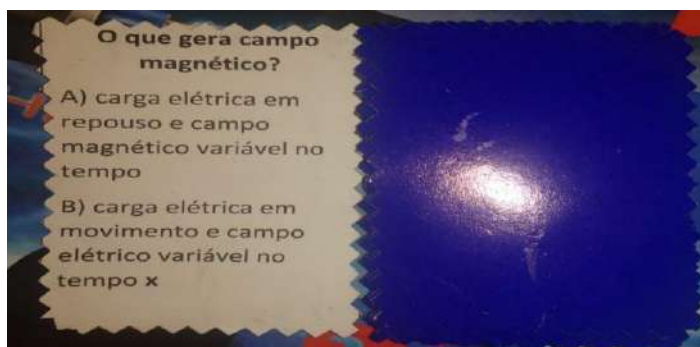 O que gera campo
magnético?
A) carga elétrica em
repouso e campo
magnético variável no
tempo
B) carga elétrica em
movimento e campo
elétrico variável no
tempo x